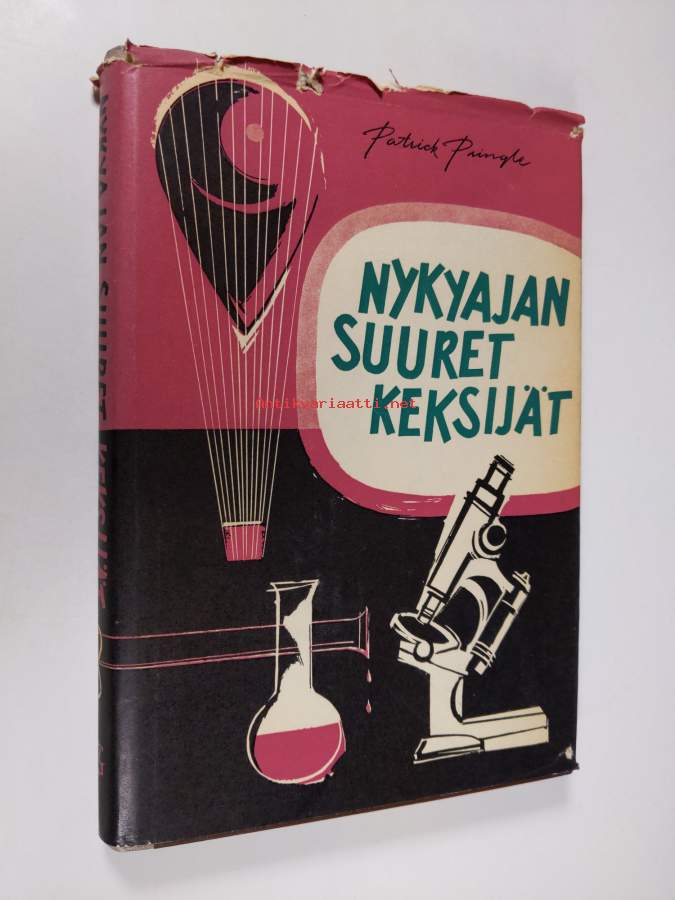 Patrick Pringle
NYKYAJAN
SUURET
KEKSIJÄT
Antikvariaatti.net
NYKYAJAN SUURET KEKSIJÄT